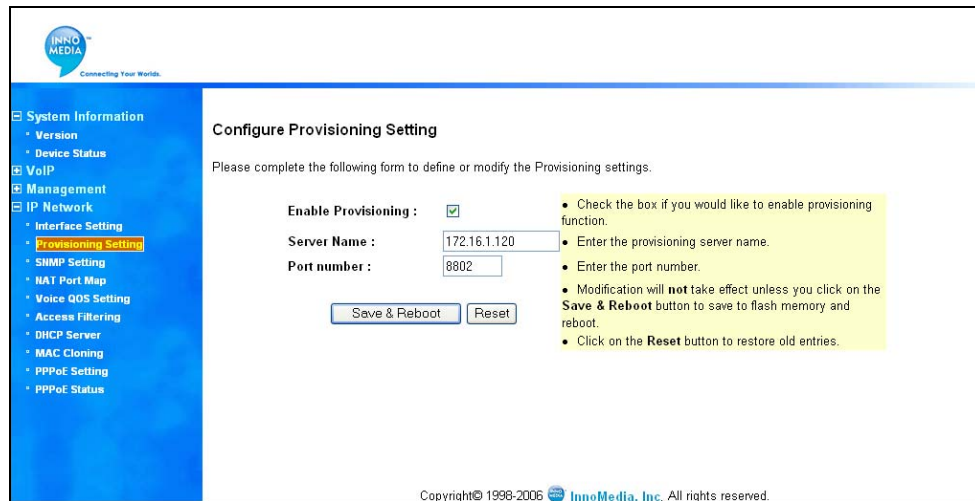 INNO
MEDIA
Connecting Your Worlds.
System Information
Version
Device Status
VoIP
Management
IP Network
Interface Setting
Provisioning Setting
SNMP Setting
NAT Port Map
Voice QOS Setting
Access Filtering
DHCP Server
MAC Cloning
PPPoE Setting
PPPoE Status
Configure Provisioning Setting
Please complete the following form to define or modify the Provisioning settings.
Enable Provisioning :
• Check the box if you would like to enable provisioning
function.
Server Name : 172.16.1.120
• Enter the provisioning server name.
Port number : 8802
• Enter the port number.
• Modification will not take effect unless you click on the
Save & Reboot button to save to flash memory and
reboot.
• Click on the Reset button to restore old entries.
Save & Reboot Reset
Copyright© 1998-2006 InnoMedia, Inc. All rights reserved.